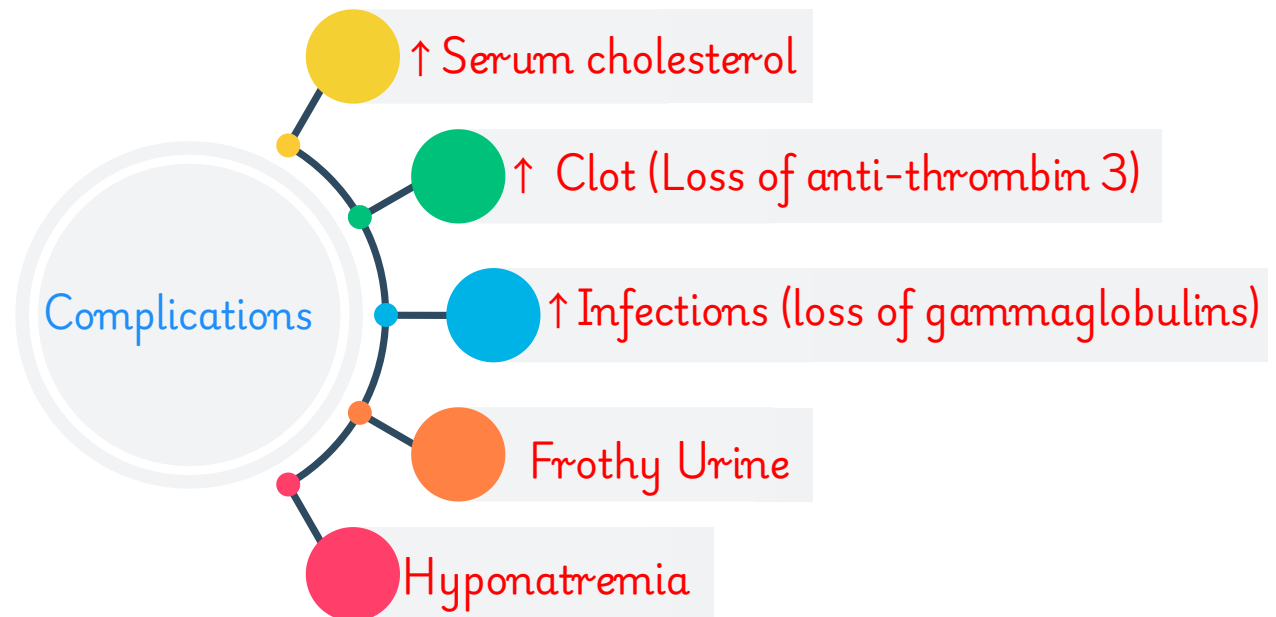 ↑ Serum cholesterol
↑ Clot (Loss of anti-thrombin 3)
Complications
↑ Infections (loss of gammaglobulins)
Frothy Urine
Hyponatremia